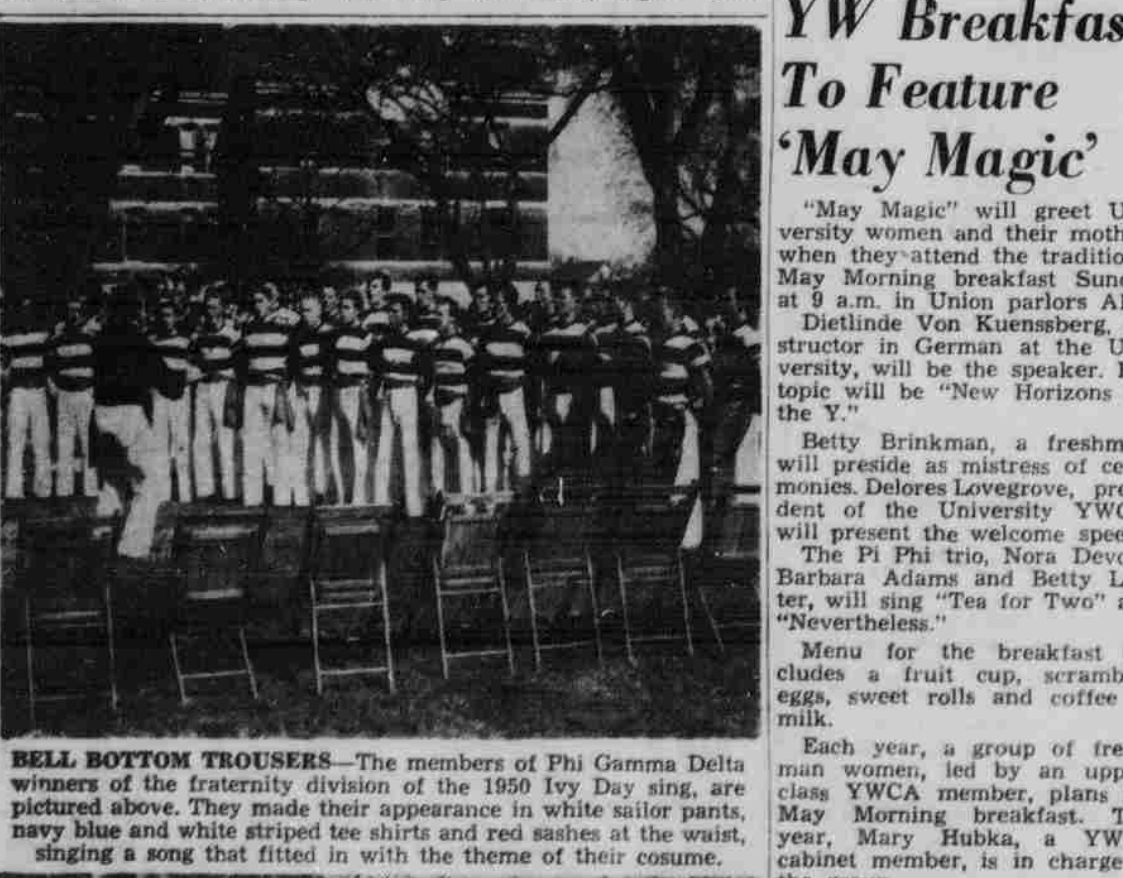 BELL BOTTOM TROUSERS—The members of Phi Gamma Delta
winners of the fraternity division of the 1950 Ivy Day sing, are
pictured above. They made their appearance in white sailor pants,
navy blue and white striped tee shirts and red sashes at the waist,
singing a song that fitted in with the theme of their cosume.
YW Breakfas
To Feature
'May Magic'
"May Magic" will greet U
versity women and their moth
when they attend the traditio
May Morning breakfast Sun
at 9 a.m. in Union parlors A
Dietlinde Von Kuenssberg,
structor in German at the U
versity, will be the speaker.
topic will be "New Horizons
the Y."
Betty Brinkman, a freshm
will preside as mistress of ce
monies. Delores Lovegrove, pre
dent of the University YWC
will present the welcome spee
The Pi Phi trio, Nora Devo
Barbara Adams and Betty L
ter, will sing "Tea for Two" a
"Nevertheless."
Menu for the breakfast
cludes a fruit cup, scramb
eggs, sweet rolls and coffee
milk.
Each year, a group of fre
man women, led by an upp
class YWCA member, plans
May Morning breakfast. T
year, Mary Hubka, a YW
cabinet member, is in charge